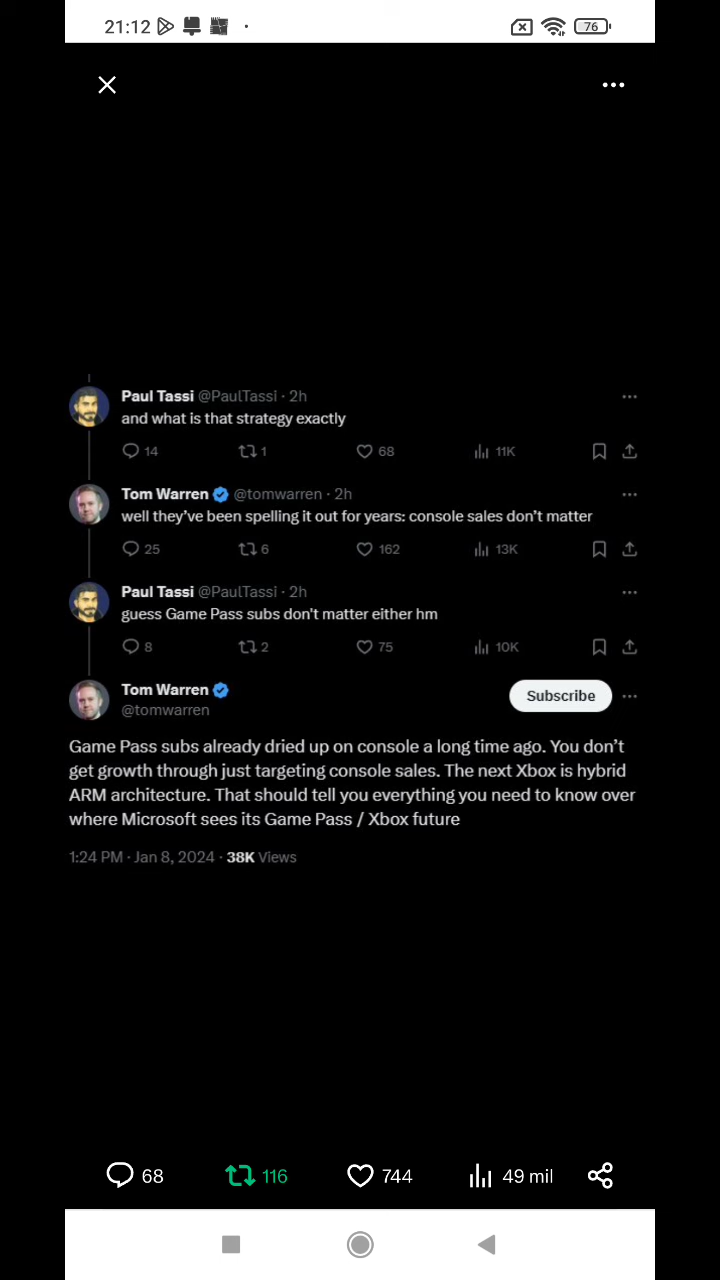 21:12 76
Paul Tassi @PaulTassi · 2h
and what is that strategy exactly
14 1 68 11K
Tom Warren @tomwarren · 2h
well they've been spelling it out for years: console sales don't matter
25 6 162 13K
Paul Tassi @PaulTassi · 2h
guess Game Pass subs don't matter either hm
8 2 75 10K
Tom Warren
@tomwarren
Subscribe
Game Pass subs already dried up on console a long time ago. You don't
get growth through just targeting console sales. The next Xbox is hybrid
ARM architecture. That should tell you everything you need to know over
where Microsoft sees its Game Pass / Xbox future
1:24 PM · Jan 8, 2024 · 38K Views
68 116 744 49 mil